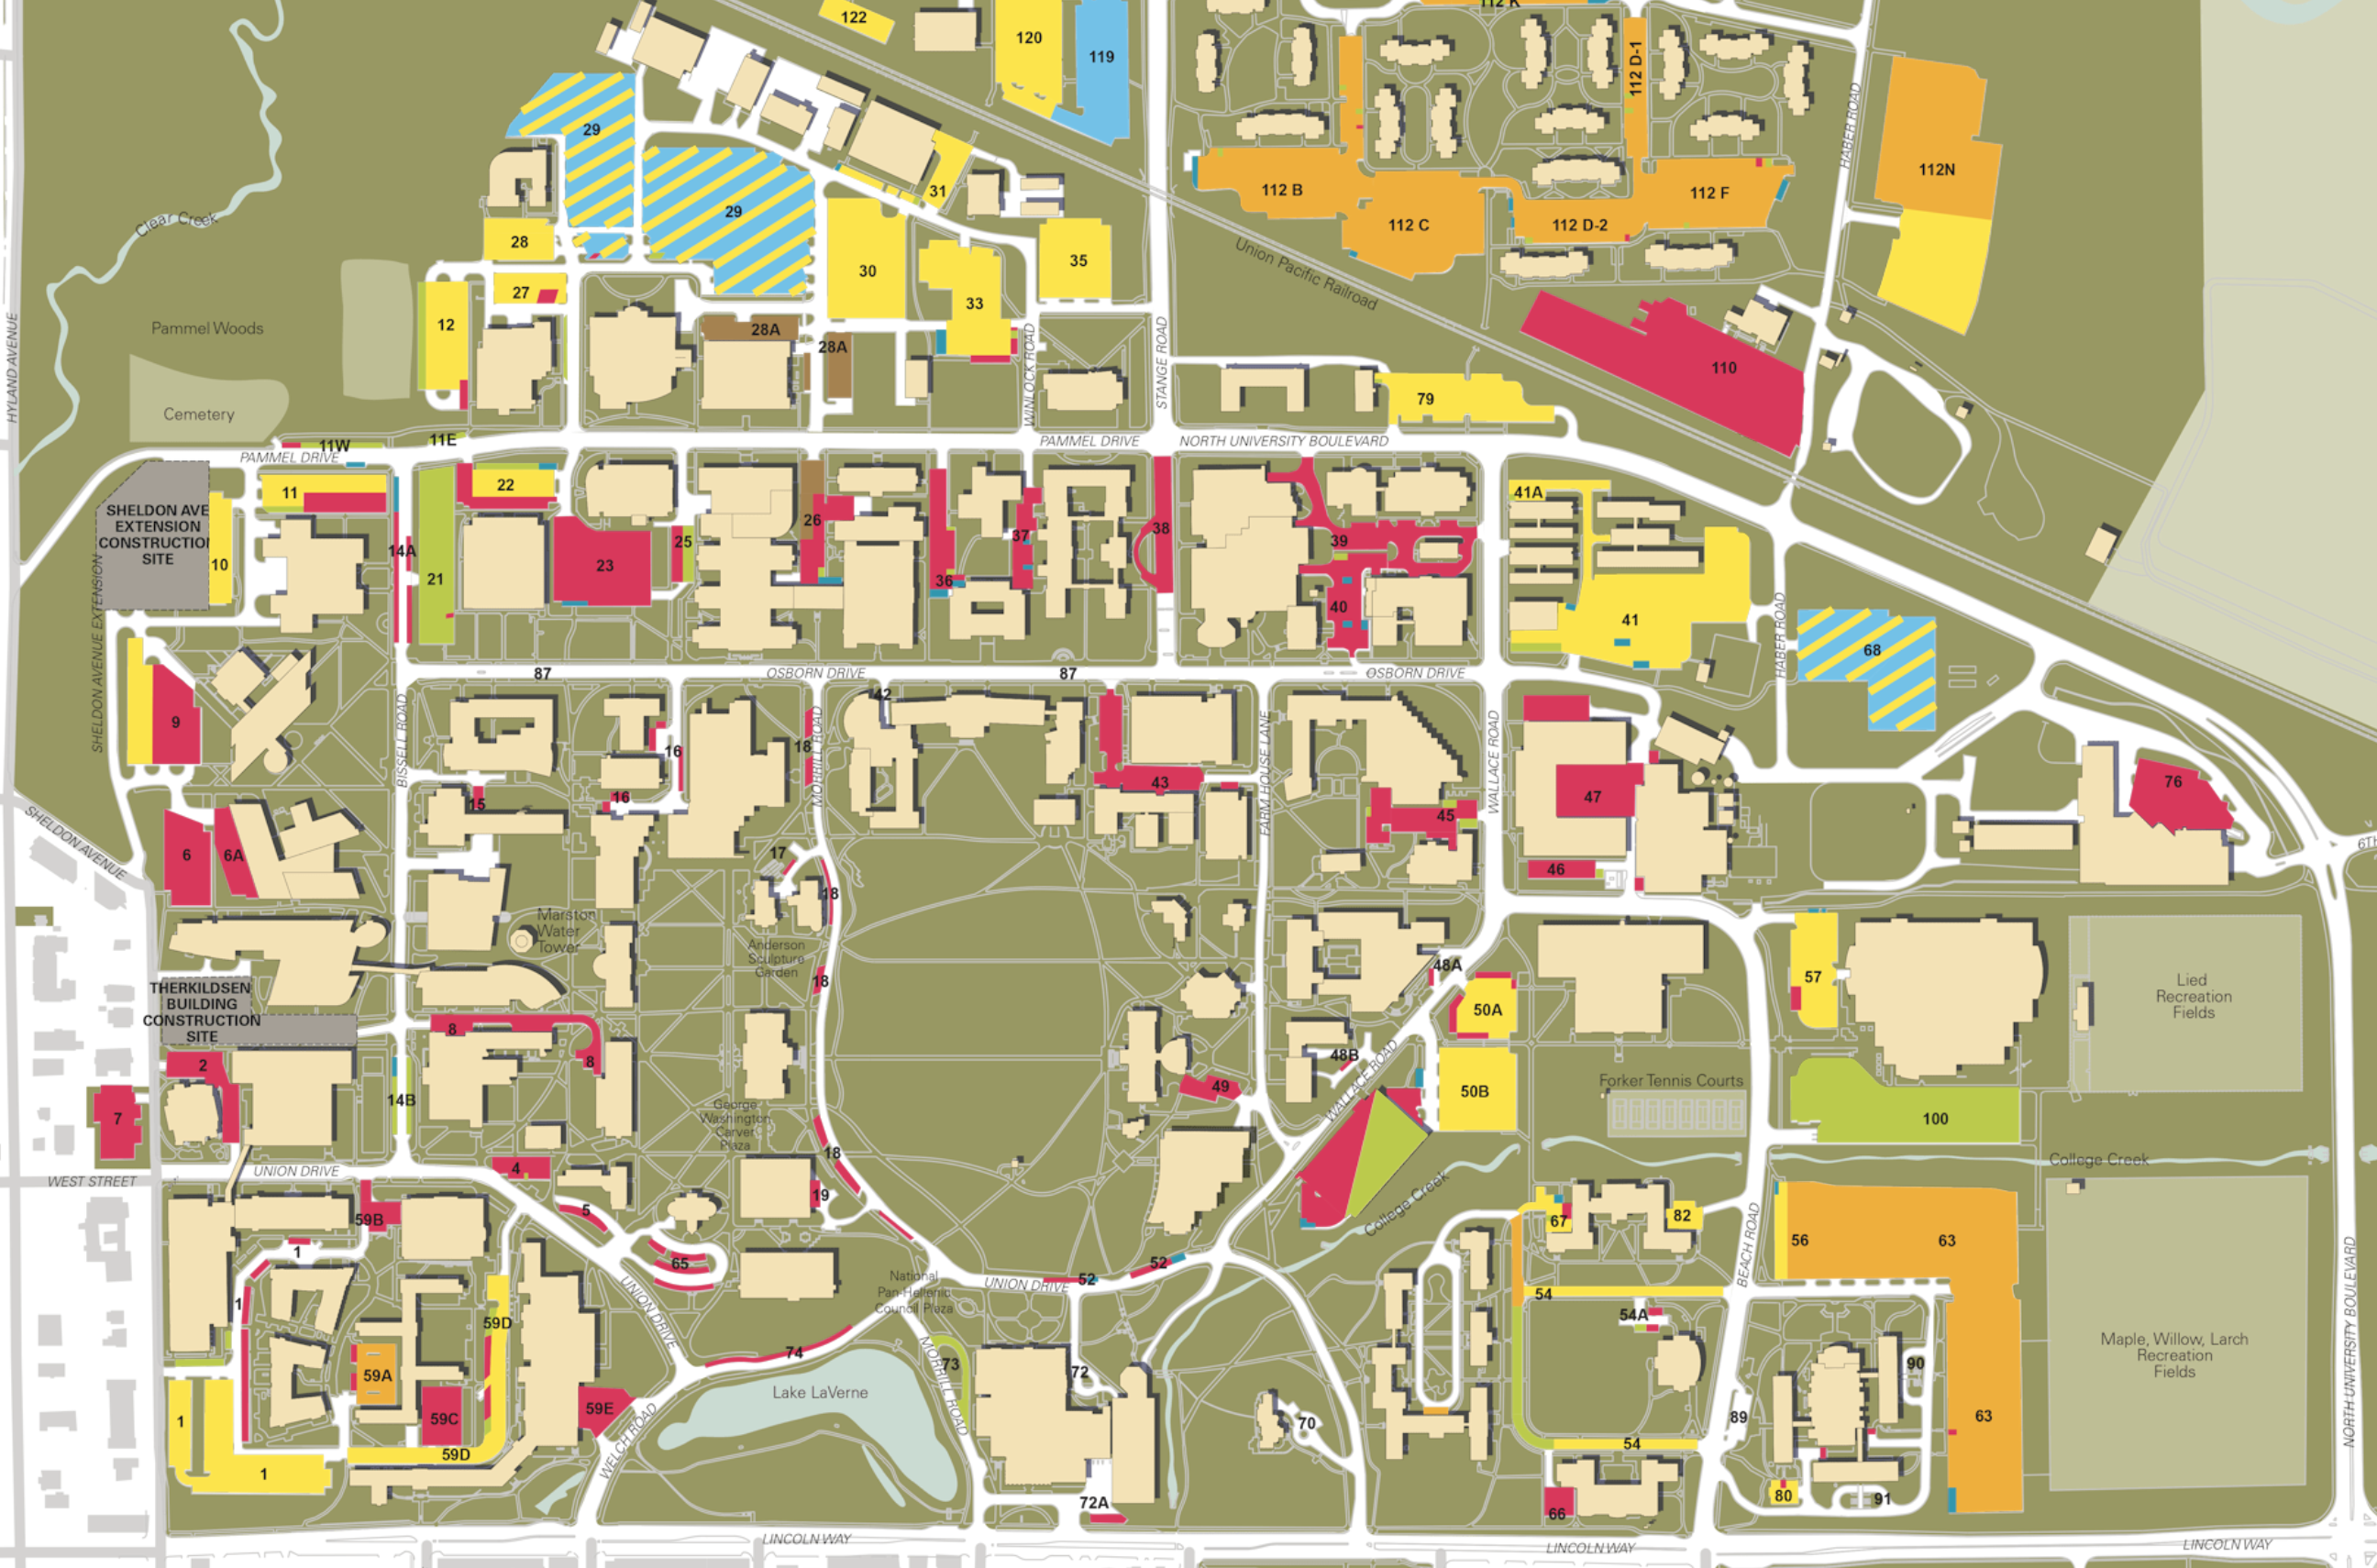 112 K
122
120
119
112 D-1
29
HABER ROAD
112N
31
112 B
112 F
29
Clear Creek
112 C
112 D-2
28
30
35
Union Pacific Railroad
27
33
12
Pammel Woods
28A
28A
HYLAND AVENUE
WINLOCK ROAD
STANGE ROAD
110
79
Cemetery
11W
11E
PAMMEL DRIVE
NORTH UNIVERSITY BOULEVARD
PAMMEL DRIVE
11
22
41A
SHELDON AVE
EXTENSION
CONSTRUCTION
SITE
10
14A
21
23
25
26
36
37
38
39
40
41
HABER ROAD
68
SHELDON AVENUE EXTENSION
87
OSBORN DRIVE
87
OSBORN DRIVE
9
BISSELL ROAD
42
16
18
MORRILL ROAD
FARM HOUSE LANE
WALLACE ROAD
43
47
76
15
16
45
SHELDON AVENUE
6
6A
17
18
46
6TH
Marston
Water
Tower
Anderson
Sculpture
Garden
18
48A
57
Lied
Recreation
Fields
THERKILDSEN
BUILDING
CONSTRUCTION
SITE
50A
8
8
2
48B
WALLACE ROAD
49
50B
Forker Tennis Courts
7
14B
George
Washington
Carver
Plaza
100
UNION DRIVE
4
18
College Creek
WEST STREET
19
College Creek
5
59B
67
82
BEACH ROAD
56
63
NORTH UNIVERSITY BOULEVARD
1
65
52
52
UNION DRIVE
National
Pan-Hellenic
Council Plaza
54
1
59D
UNION DRIVE
54A
Maple, Willow, Larch
Recreation
Fields
74
73
MORRILL ROAD
72
59A
Lake LaVerne
90
1
59C
59E
WELCH ROAD
70
89
63
59D
54
1
80
91
72A
66
LINCOLN WAY
LINCOLN WAY
LINCOLN WAY